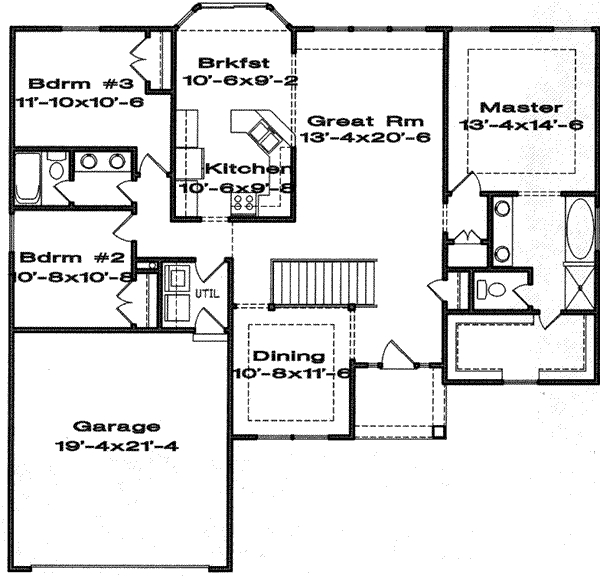 Brkfst
10'-6x9'-2
Bdrm #3
11'-10x10'-6
Great Rm
13'-4x20'-6
Master
13'-4x14'-6
Kitchen
10'-6x9'-8
Bdrm #2
10'-8x10'-8
UTIL
Dining
10'-8x11'-6
Garage
19'-4x21'-4